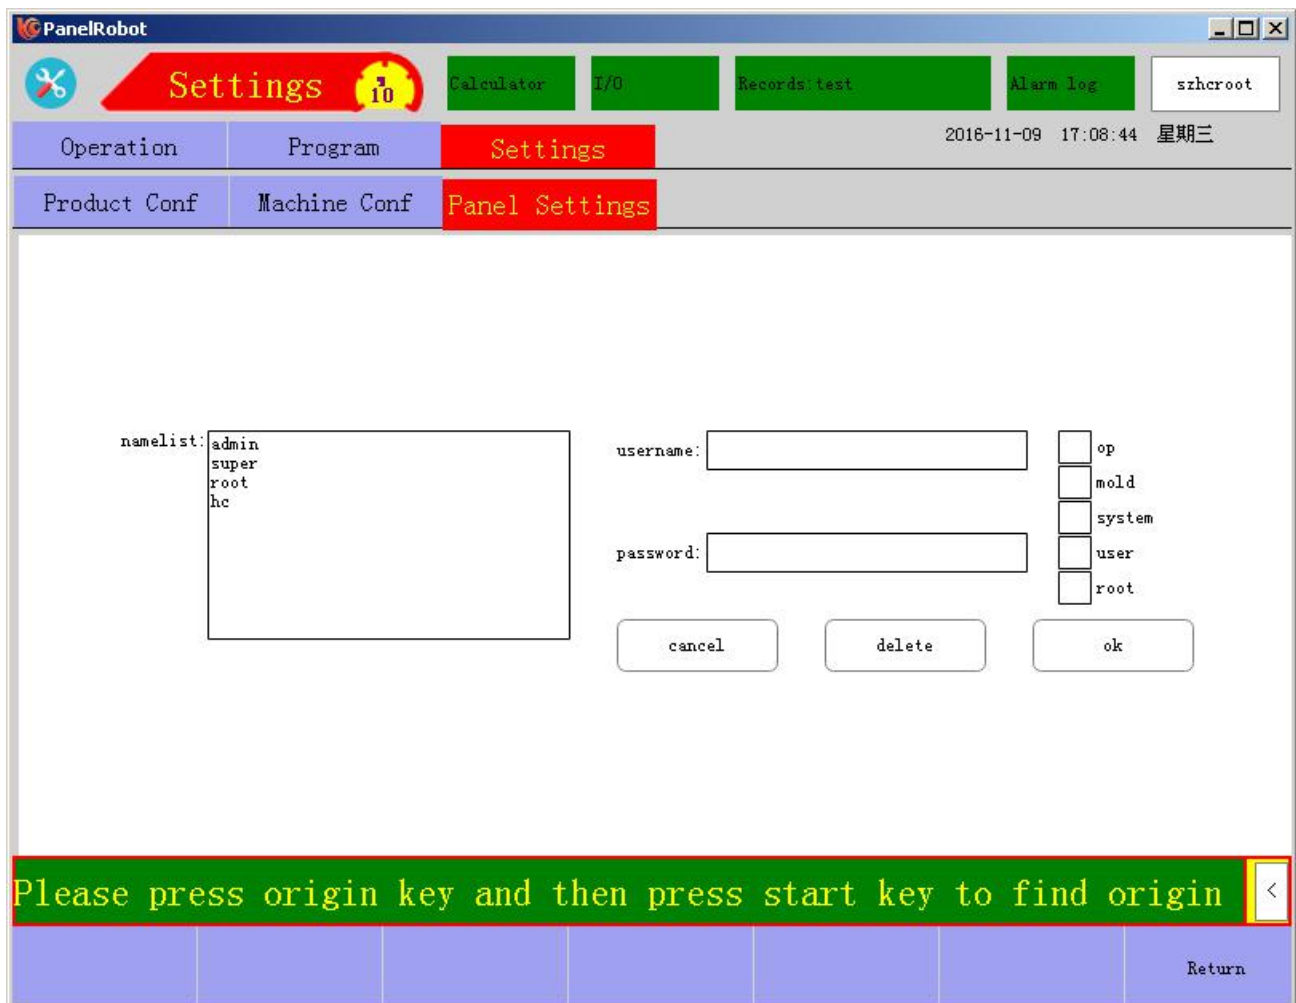 PanelRobot
Settings 10 Calculator I/O Records:test Alarm log szhcroot
2016-11-09 17:08:44 星期三
Operation Program Settings
Product Conf Machine Conf Panel Settings
namelist:
admin
super
root
hc
username:
password:
op
mold
system
user
root
cancel delete ok
Please press origin key and then press start key to find origin <
Return